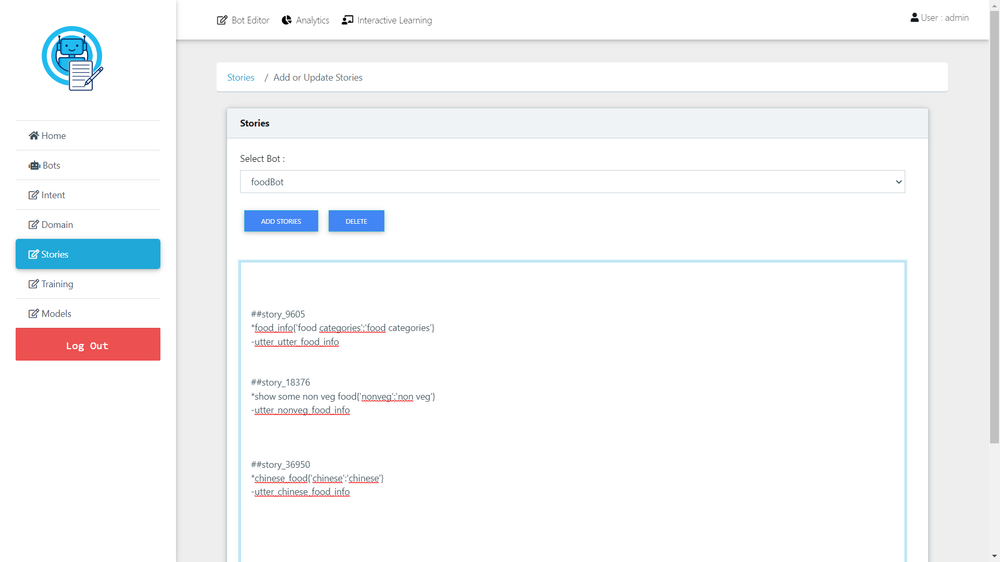 Bot Editor Analytics Interactive Learning User : admin
Stories / Add or Update Stories
Stories
Select Bot :
foodBot
ADD STORIES DELETE
Home
Bots
Intent
Domain
Stories
Training
Models
Log Out
##story_9605
*food_info{'food categories':'food categories'}
-utter_utter_food_info
##story_18376
*show some non veg food{'nonveg':'non veg'}
-utter_nonveg_food_info
##story_36950
*chinese_food{'chinese':'chinese'}
-utter_chinese_food_info